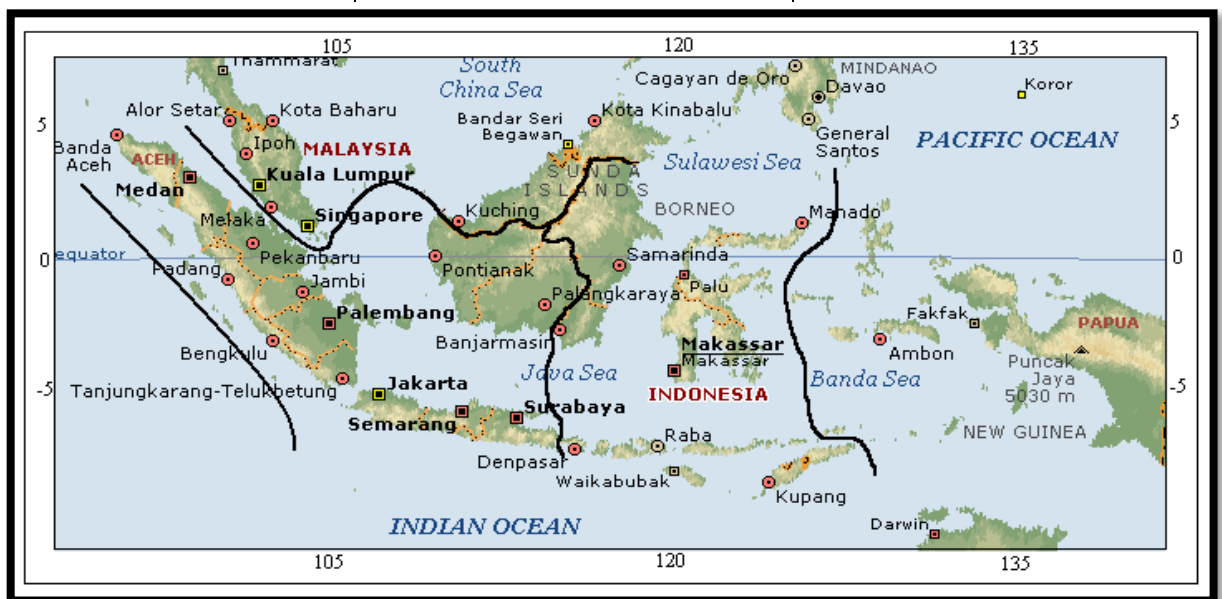 105
120
135
Thammarat
South
China Sea
Cagayan de Oro
MINDANAO
Davao
Koror
Alor Setar
Kota Baharu
Kota Kinabalu
5
5
Bandar Seri
Begawan
General
Santos
PACIFIC OCEAN
Banda
Aceh
ACEH
Ipoh
MALAYSIA
Sulawesi Sea
Medan
Kuala Lumpur
SUNDA
ISLANDS
Melaka
Singapore
Kuching
BORNEO
Manado
0
equator
Pekanbaru
Padang
Jambi
Pontianak
Samarinda
Palu
0
Palembang
Palangkaraya
Fakfak
PAPUA
Bengkulu
Banjarmasin
Makassar
Makassar
Ambon
Puncak
Jaya
5030 m
-5
Tanjungkarang-Telukbetung
Jakarta
Java Sea
INDONESIA
Banda Sea
-5
Semarang
Surabaya
NEW GUINEA
Denpasar
Raba
Waikabubak
Kupang
INDIAN OCEAN
Darwin
105
120
135